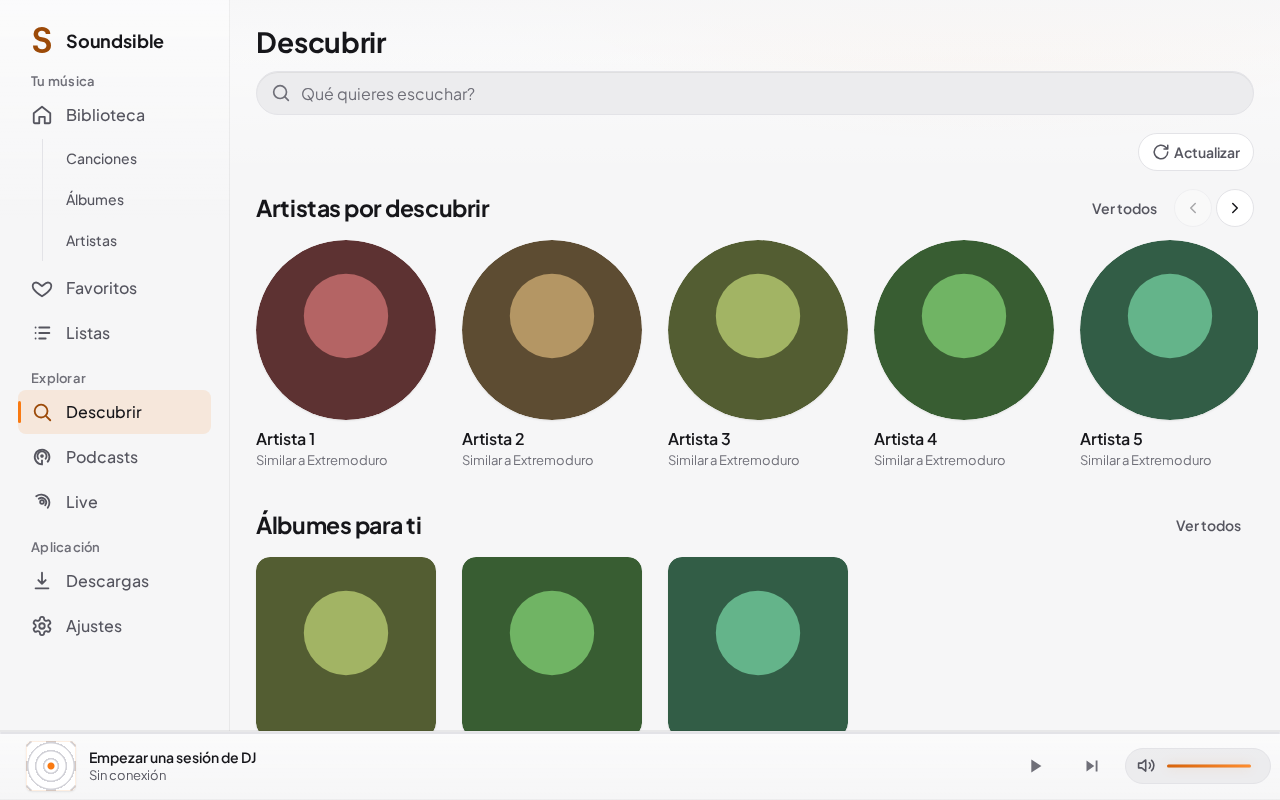 S Soundsible
Tu música
Biblioteca
Canciones
Álbumes
Artistas
Favoritos
Listas
Explorar
Descubrir
Podcasts
Live
Aplicación
Descargas
Ajustes
Descubrir
Qué quieres escuchar?
Actualizar
Artistas por descubrir
Ver todos
Artista 1
Similar a Extremoduro
Artista 2
Similar a Extremoduro
Artista 3
Similar a Extremoduro
Artista 4
Similar a Extremoduro
Artista 5
Similar a Extremoduro
Álbumes para ti
Ver todos
Empezar una sesión de DJ
Sin conexión